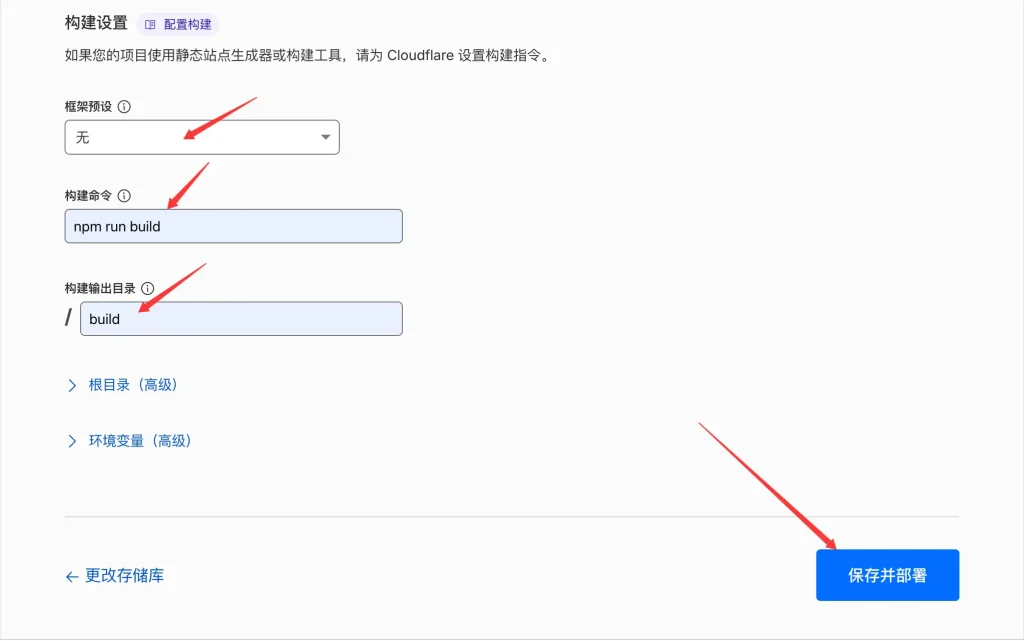 构建设置 配置构建
如果您的项目使用静态站点生成器或构建工具，请为 Cloudflare 设置构建指令。
框架预设
无
构建命令
npm run build
构建输出目录
/ build
根目录（高级）
环境变量（高级）
← 更改存储库
保存并部署